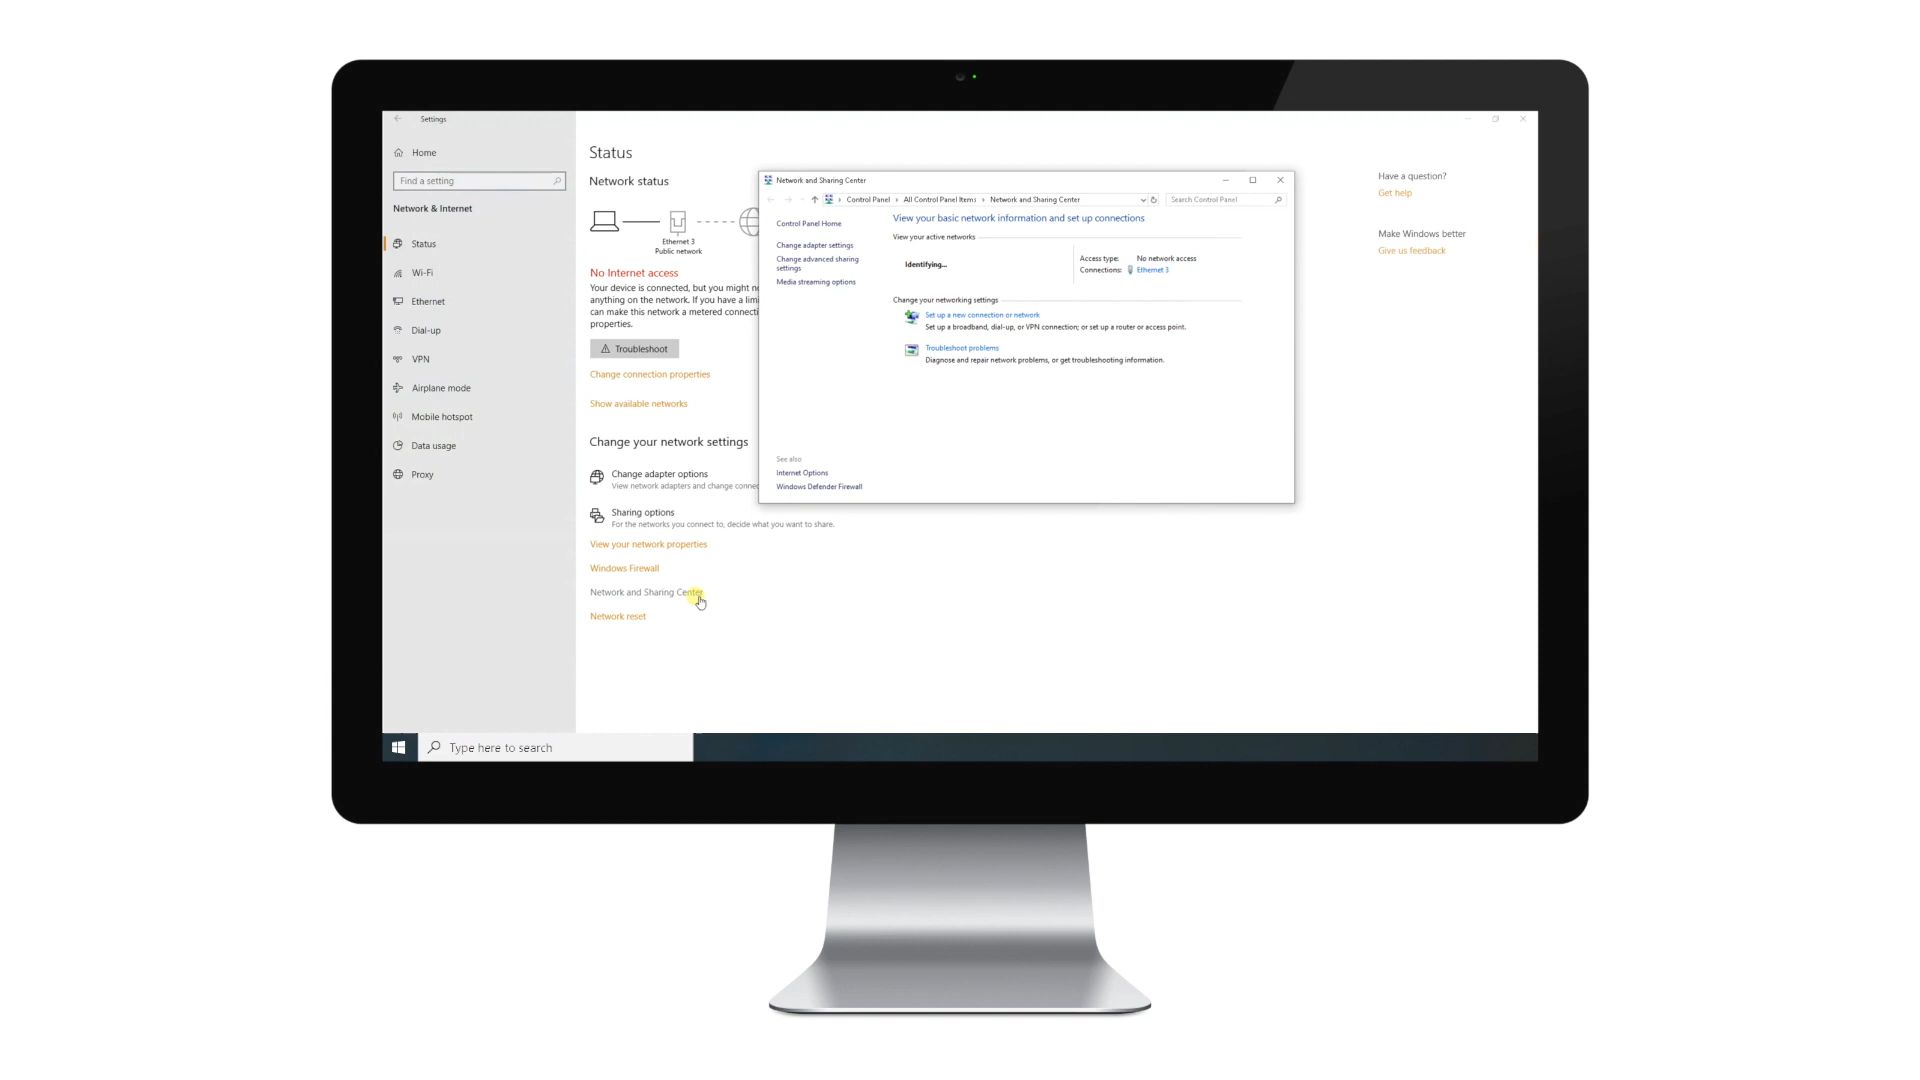 Settings
Home
Find a setting
Network & Internet
Status
Wi-Fi
Ethernet
Dial-up
VPN
Airplane mode
Mobile hotspot
Data usage
Proxy
Status
Network status
Ethernet 3
Public network
No Internet access
Your device is connected, but you might no
anything on the network. If you have a limi
can make this network a metered connecti
properties.
Troubleshoot
Change connection properties
Show available networks
Change your network settings
Change adapter options
View network adapters and change connec
Sharing options
For the networks you connect to, decide what you want to share.
View your network properties
Windows Firewall
Network and Sharing Center
Network reset
Network and Sharing Center
Control Panel › All Control Panel Items › Network and Sharing Center
Search Control Panel
Control Panel Home
Change adapter settings
Change advanced sharing
settings
Media streaming options
See also
Internet Options
Windows Defender Firewall
View your basic network information and set up connections
View your active networks
Identifying...
Access type: No network access
Connections: Ethernet 3
Change your networking settings
Set up a new connection or network
Set up a broadband, dial-up, or VPN connection; or set up a router or access point.
Troubleshoot problems
Diagnose and repair network problems, or get troubleshooting information.
Have a question?
Get help
Make Windows better
Give us feedback
Type here to search